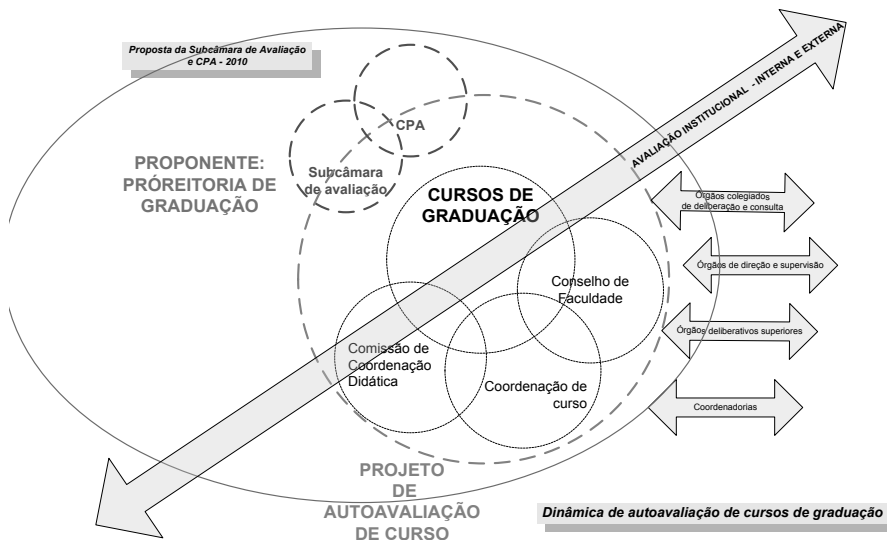 Proposta da Subcâmara de Avaliação
e CPA - 2010
AVALIAÇÃO INSTITUCIONAL - INTERNA E EXTERNA
CPA
PROPONENTE:
PRÓREITORIA DE
GRADUAÇÃO
Subcâmara
de avaliação
CURSOS DE
GRADUAÇÃO
Órgãos colegiados
de deliberação e consulta
Órgãos de direção e supervisão
Conselho de
Faculdade
Órgãos deliberativos superiores
Comissão de
Coordenação
Didática
Coordenação de
curso
Coordenadorias
PROJETO
DE
AUTOAVALIAÇÃO
DE CURSO
Dinâmica de autoavaliação de cursos de graduação